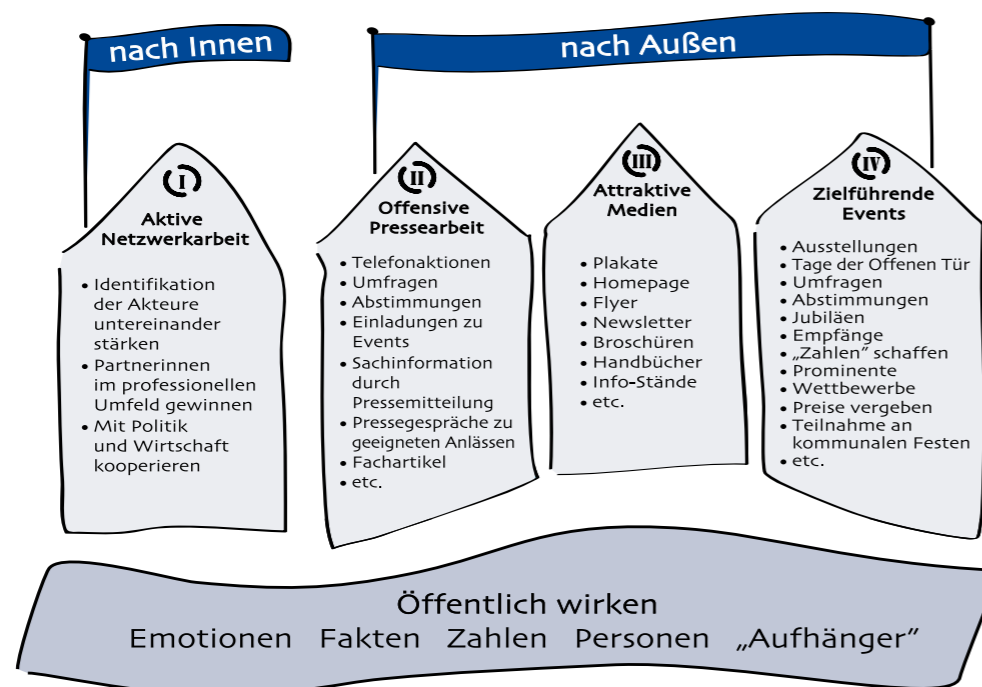 nach Innen
nach Außen
I
Aktive
Netzwerkarbeit
• Identifikation
der Akteure
untereinander
stärken
• Partnerinnen
im professionellen
Umfeld gewinnen
• Mit Politik
und Wirtschaft
kooperieren
II
Offensive
Pressearbeit
• Telefonaktionen
• Umfragen
• Abstimmungen
• Einladungen zu
Events
• Sachinformation
durch
Pressemitteilung
• Pressegespräche zu
geeigneten Anlässen
• Fachartikel
• etc.
III
Attraktive
Medien
• Plakate
• Homepage
• Flyer
• Newsletter
• Broschüren
• Handbücher
• Info-Stände
• etc.
IV
Zielführende
Events
• Ausstellungen
• Tage der Offenen Tür
• Umfragen
• Abstimmungen
• Jubiläen
• Empfänge
• „Zahlen” schaffen
• Prominente
• Wettbewerbe
• Preise vergeben
• Teilnahme an
kommunalen Festen
• etc.
Öffentlich wirken
Emotionen Fakten Zahlen Personen „Aufhänger”